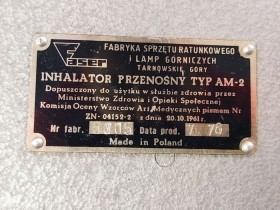 Faser
FABRYKA SPRZĘTU RATUNKOWEGO
i LAMP GÓRNICZYCH
TARNOWSKIE GÓRY
INHALATOR PRZENOŚNY TYP AM-2
Dopuszczono do użytku w służbie zdrowia przez
Ministerstwo Zdrowia i Opieki Społecznej
Komisja Oceny Wzorców Art. Medycznych pismem Nr
ZN-04152-2 z dnia 20.10.1961 r.
Nr fabr. Data prod. 7.76
Made in Poland